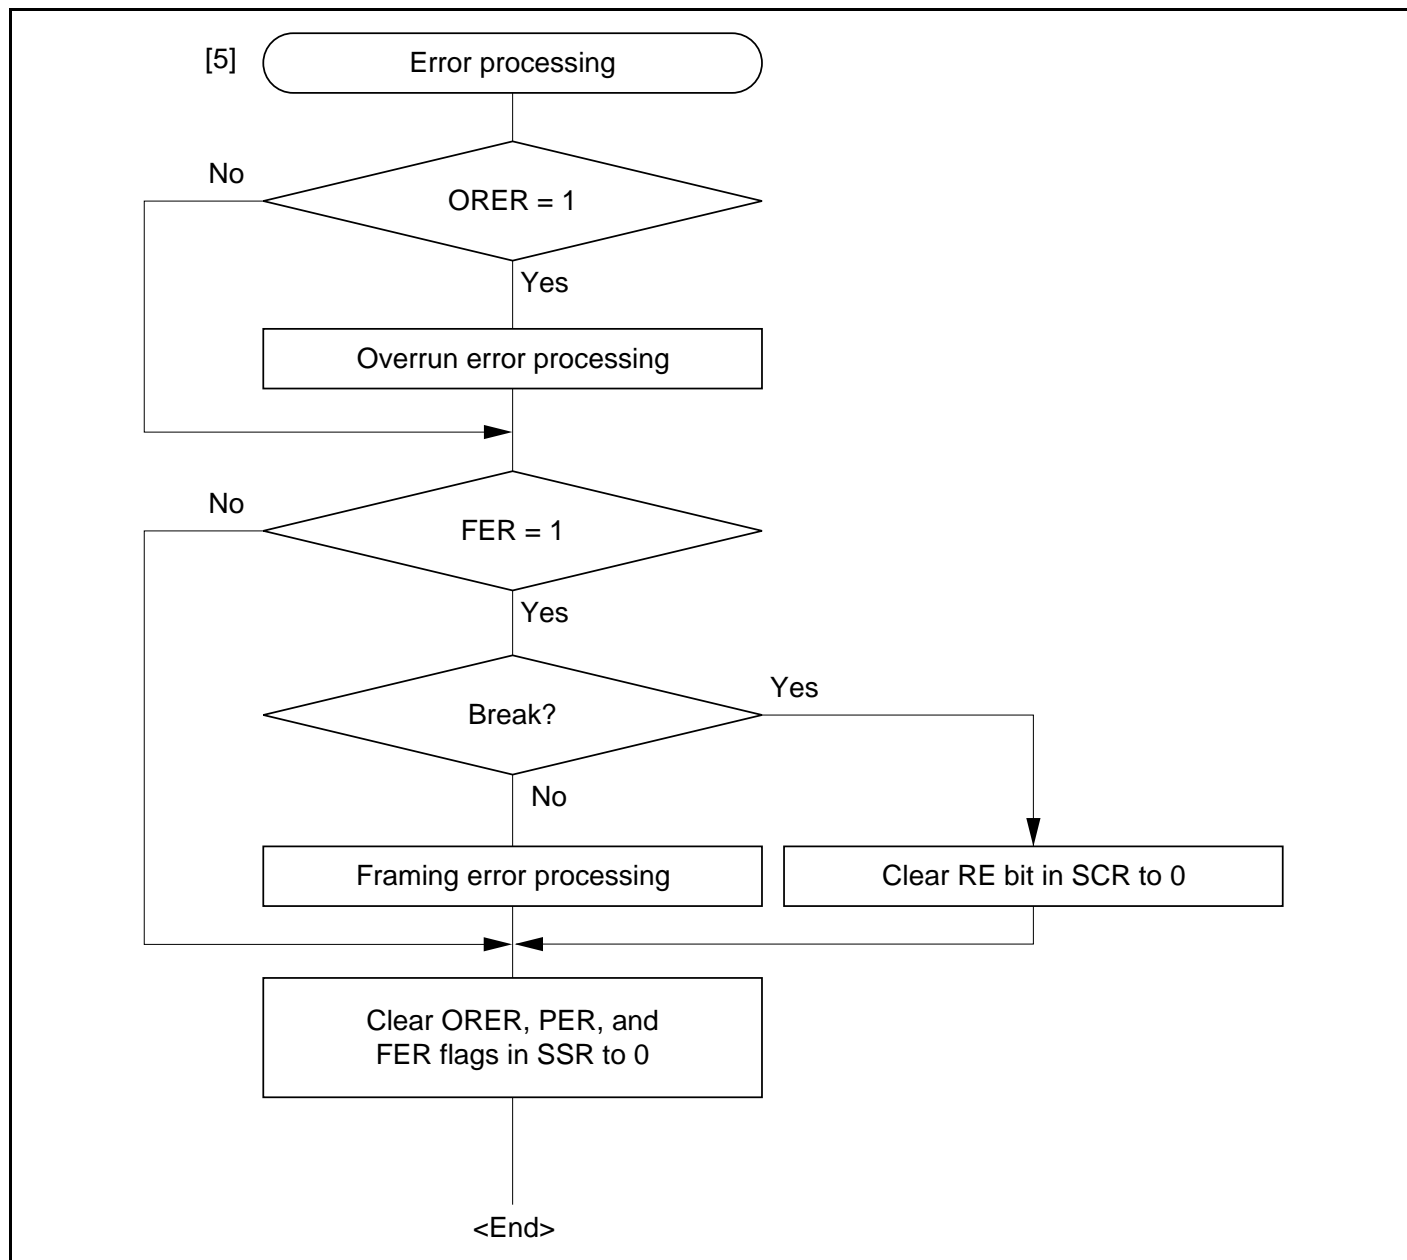 [5] Error processing
No
ORER = 1
Yes
Overrun error processing
No
FER = 1
Yes
Yes
Break?
No
Framing error processing
Clear RE bit in SCR to 0
Clear ORER, PER, and
FER flags in SSR to 0
<End>